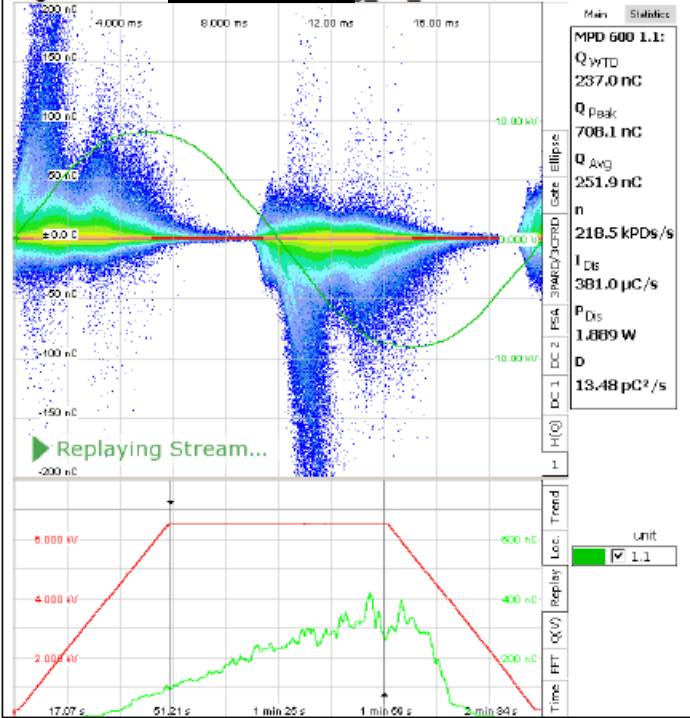 200 nC
4.000 ms 8.000 ms 12.00 ms 16.00 ms
150 nC
100 nC
10.00 kV
50 nC
±0.0 C
0.000 V
-50 nC
-100 nC
-10.00 kV
-150 nC
Replaying Stream...
-200 nC
Ellipse
Gate
3PARD/3CFRD
PSA
DC 2
DC 1
H(Q)
1
Main Statistics
MPD 600 1.1:
Q WTD
237.0 nC
Q Peak
708.1 nC
Q Avg
251.9 nC
n
218.5 kPDs/s
I Dis
381.0 µC/s
P Dis
1.889 W
D
13.48 pC²/s
6.000 kV 600 nC
4.000 kV 400 nC
2.000 kV 200 nC
17.07 s 51.21 s 1 min 25 s 1 min 59 s 2 min 34 s
Trend
Loc.
Replay
Q(V)
FFT
Time
unit
1.1